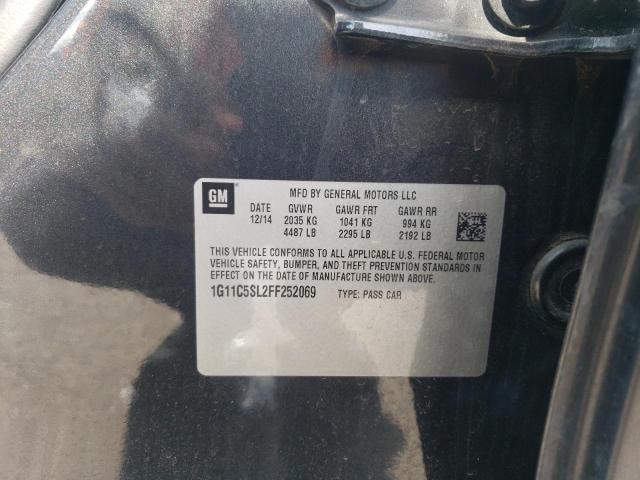 GM
MFD BY GENERAL MOTORS LLC
DATE GVWR GAWR FRT GAWR RR
12/14 2035 KG 1041 KG 994 KG
4487 LB 2295 LB 2192 LB
THIS VEHICLE CONFORMS TO ALL APPLICABLE U.S. FEDERAL MOTOR
VEHICLE SAFETY, BUMPER, AND THEFT PREVENTION STANDARDS IN
EFFECT ON THE DATE OF MANUFACTURE SHOWN ABOVE.
1G11C5SL2FF252069 TYPE: PASS CAR